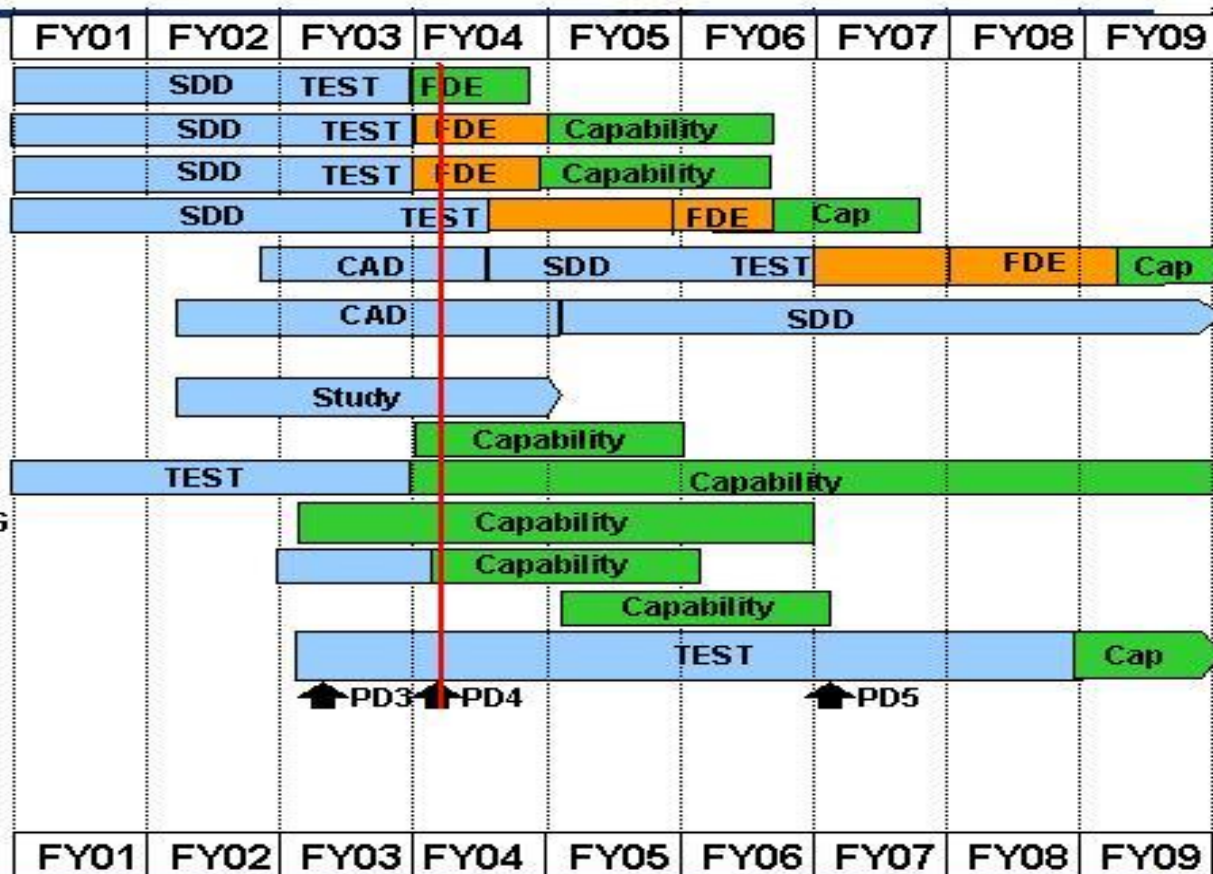 FY01 FY02 FY03 FY04 FY05 FY06 FY07 FY08 FY09
SDD TEST FDE
SDD TEST FDE Capability
SDD TEST FDE Capability
SDD TEST FDE Cap
CAD SDD TEST FDE Cap
CAD SDD
Study
Capability
TEST Capability
Capability
Capability
Capability
TEST Cap
PD3 PD4 PD5
FY01 FY02 FY03 FY04 FY05 FY06 FY07 FY08 FY09